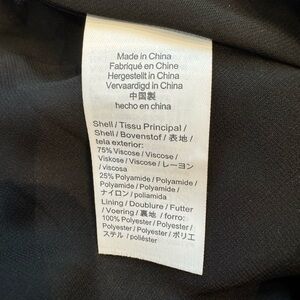 Made in China
Fabriqué en Chine
Hergestellt in China
Vervaardigd in China
中国製
hecho en china
Shell / Tissu Principal /
Shell / Bovenstof / 表地 /
tela exterior:
75% Viscose / Viscose /
Viskose / Viscose / レーヨン
/ viscosa
25% Polyamide / Polyamide /
Polyamid / Polyamide /
ナイロン / poliamida
Lining / Doublure / Futter
/ Voering / 裏地 / forro:
100% Polyester / Polyester /
Polyester / Polyester / ポリエ
ステル / poliéster